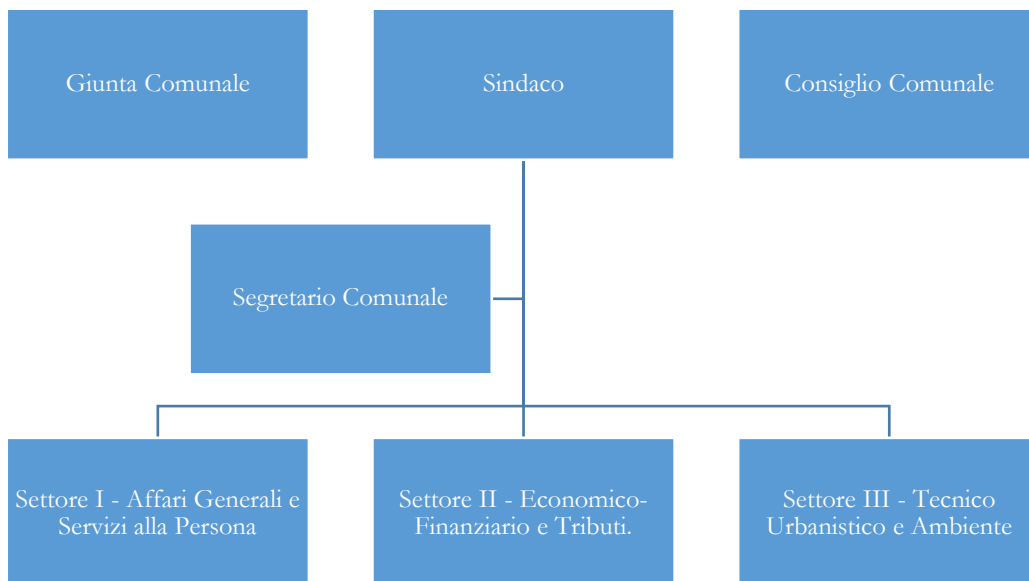 Giunta Comunale
Sindaco
Consiglio Comunale
Segretario Comunale
Settore I - Affari Generali e
Servizi alla Persona
Settore II - Economico-
Finanziario e Tributi.
Settore III - Tecnico
Urbanistico e Ambiente